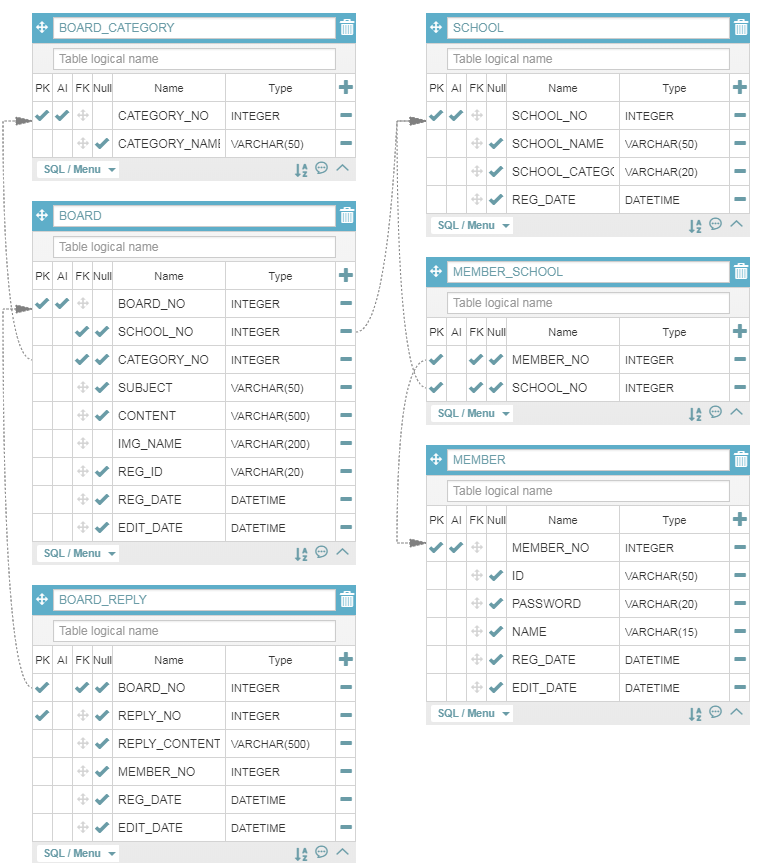 BOARD_CATEGORY
Table logical name
PK AI FK Null Name Type
CATEGORY_NO INTEGER
CATEGORY_NAME VARCHAR(50)
SQL / Menu
BOARD
Table logical name
PK AI FK Null Name Type
BOARD_NO INTEGER
SCHOOL_NO INTEGER
CATEGORY_NO INTEGER
SUBJECT VARCHAR(50)
CONTENT VARCHAR(500)
IMG_NAME VARCHAR(200)
REG_ID VARCHAR(20)
REG_DATE DATETIME
EDIT_DATE DATETIME
SQL / Menu
BOARD_REPLY
Table logical name
PK AI FK Null Name Type
BOARD_NO INTEGER
REPLY_NO INTEGER
REPLY_CONTENT VARCHAR(500)
MEMBER_NO INTEGER
REG_DATE DATETIME
EDIT_DATE DATETIME
SQL / Menu
SCHOOL
Table logical name
PK AI FK Null Name Type
SCHOOL_NO INTEGER
SCHOOL_NAME VARCHAR(50)
SCHOOL_CATEGO VARCHAR(20)
REG_DATE DATETIME
SQL / Menu
MEMBER_SCHOOL
Table logical name
PK AI FK Null Name Type
MEMBER_NO INTEGER
SCHOOL_NO INTEGER
SQL / Menu
MEMBER
Table logical name
PK AI FK Null Name Type
MEMBER_NO INTEGER
ID VARCHAR(50)
PASSWORD VARCHAR(20)
NAME VARCHAR(15)
REG_DATE DATETIME
EDIT_DATE DATETIME
SQL / Menu